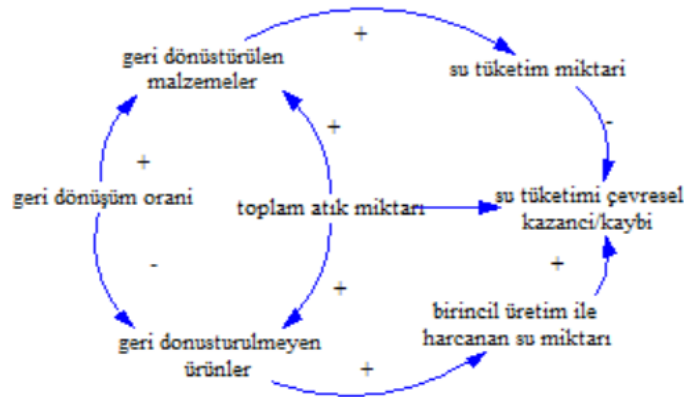 +
geri dönüstürülen
malzemeler
su tüketim miktari
-
+
+
geri dönüşüm orani
toplam atık miktarı
su tüketimi çevresel
kazanci/kaybi
-
+
+
birincil üretim ile
harcanan su miktarı
geri donusturulmeyen
ürünler
+